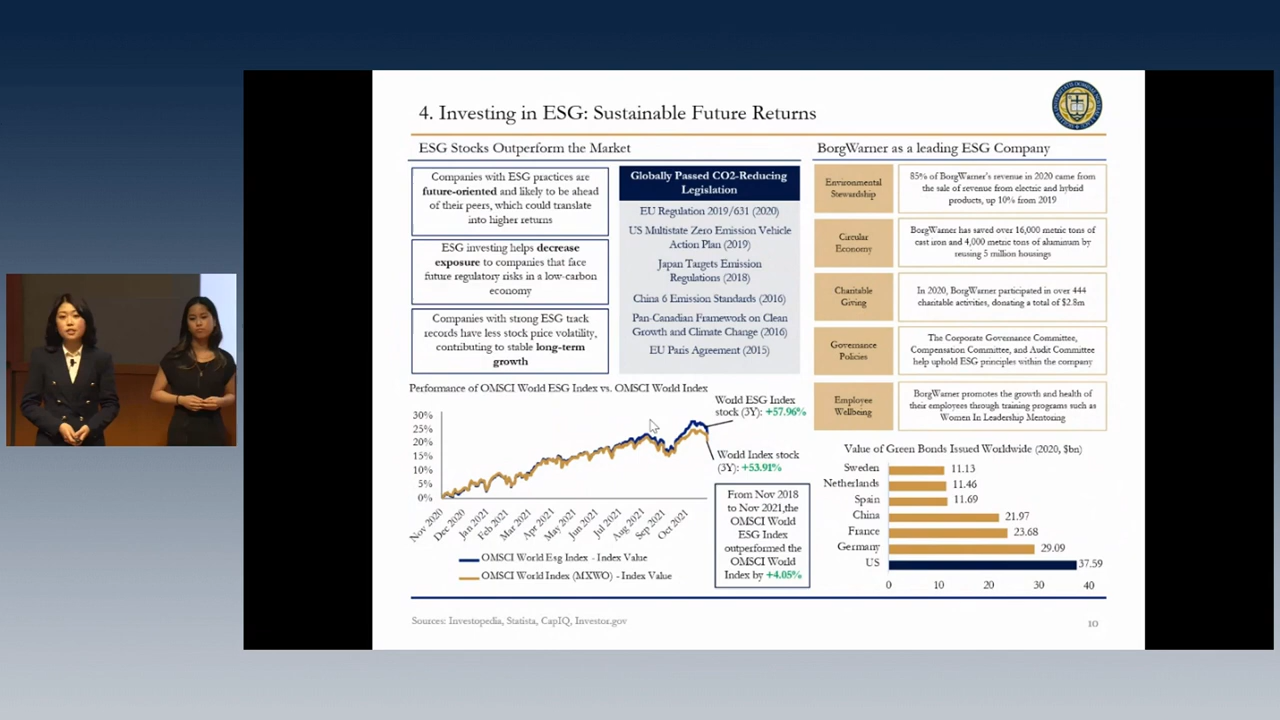 4. Investing in ESG: Sustainable Future Returns
ESG Stocks Outperform the Market
Companies with ESG practices are
future-oriented and likely to be ahead
of their peers, which could translate
into higher returns
ESG investing helps decrease
exposure to companies that face
future regulatory risks in a low-carbon
economy
Companies with strong ESG track
records have less stock price volatility,
contributing to stable long-term
growth
Globally Passed CO2-Reducing
Legislation
EU Regulation 2019/631 (2020)
US Multistate Zero Emission Vehicle
Action Plan (2019)
Japan Targets Emission
Regulations (2018)
China 6 Emission Standards (2016)
Pan-Canadian Framework on Clean
Growth and Climate Change (2016)
EU Paris Agreement (2015)
Performance of OMSCI World ESG Index vs. OMSCI World Index
30%
25%
20%
15%
10%
5%
0%
Nov 2020
Dec 2020
Jan 2021
Feb 2021
Mar 2021
Apr 2021
May 2021
Jun 2021
Jul 2021
Aug 2021
Sep 2021
Oct 2021
World ESG Index
stock (3Y): +57.96%
World Index stock
(3Y): +53.91%
OMSCI World Esg Index - Index Value
OMSCI World Index (MXWO) - Index Value
From Nov 2018
to Nov 2021,the
OMSCI World
ESG Index
outperformed the
OMSCI World
Index by +4.05%
BorgWarner as a leading ESG Company
Environmental
Stewardship
85% of BorgWarner's revenue in 2020 came from
the sale of revenue from electric and hybrid
products, up 10% from 2019
Circular
Economy
BorgWarner has saved over 16,000 metric tons of
cast iron and 4,000 metric tons of aluminum by
reusing 5 million housings
Charitable
Giving
In 2020, BorgWarner participated in over 444
charitable activities, donating a total of $2.8m
Governance
Policies
The Corporate Governance Committee,
Compensation Committee, and Audit Committee
help uphold ESG principles within the company
Employee
Wellbeing
BorgWarner promotes the growth and health of
their employees through training programs such as
Women In Leadership Mentoring
Value of Green Bonds Issued Worldwide (2020, $bn)
Sweden 11.13
Netherlands 11.46
Spain 11.69
China 21.97
France 23.68
Germany 29.09
US 37.59
0 10 20 30 40
Sources: Investopedia, Statista, CapIQ, Investor.gov
10